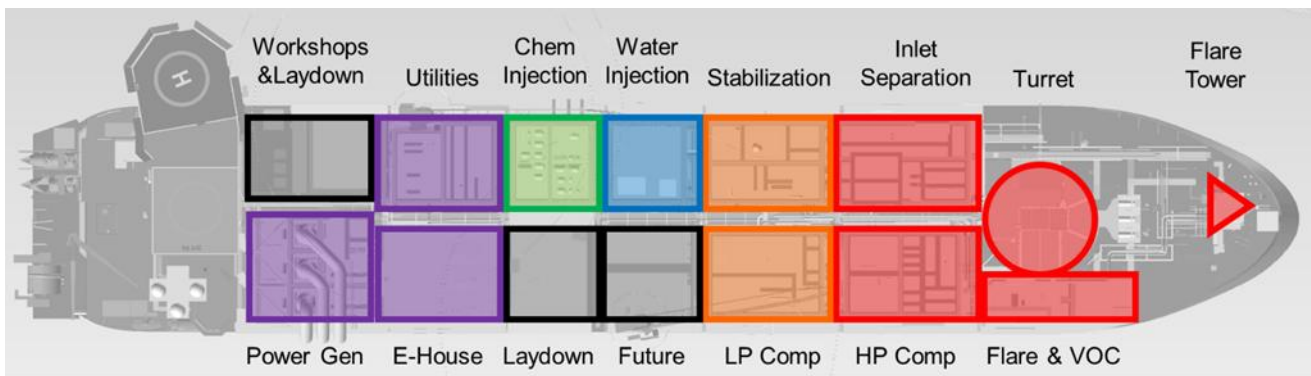 Workshops
&Laydown
Utilities
Chem
Injection
Water
Injection
Stabilization
Inlet
Separation
Turret
Flare
Tower
H
Power Gen
E-House
Laydown
Future
LP Comp
HP Comp
Flare & VOC